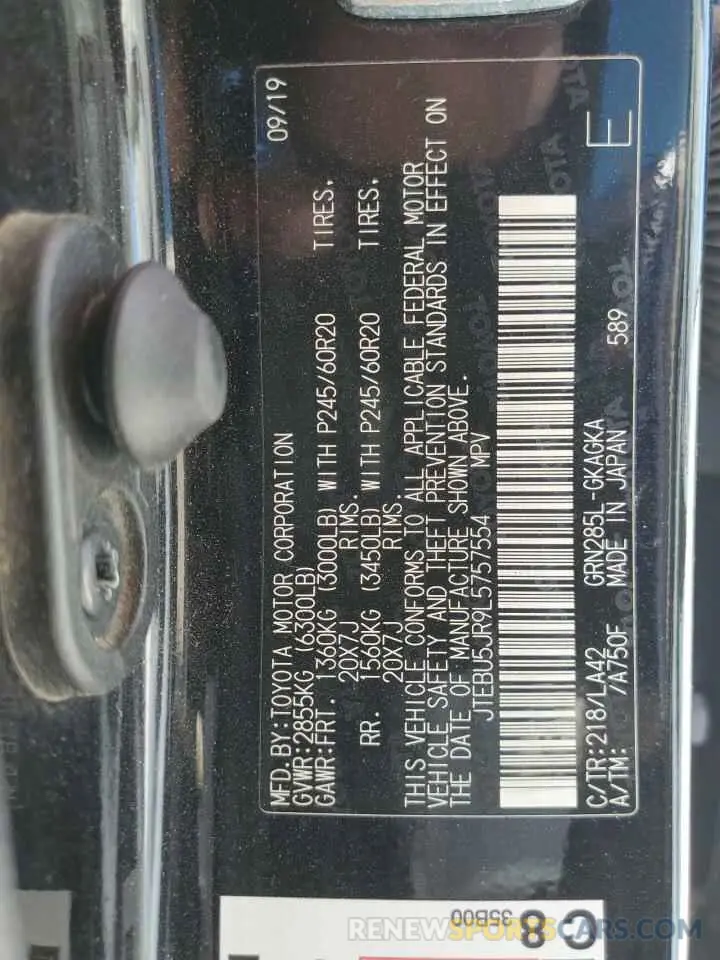 MFD.BY:TOYOTA MOTOR CORPORATION 09/19
GVWR:2855KG (6300LB)
GAWR:FRT. 1360KG (3000LB) WITH P245/60R20 TIRES,
20X7J RIMS.
RR. 1560KG (3450LB) WITH P245/60R20 TIRES,
20X7J RIMS.
THIS VEHICLE CONFORMS TO ALL APPLICABLE FEDERAL MOTOR
VEHICLE SAFETY AND THEFT PREVENTION STANDARDS IN EFFECT ON
THE DATE OF MANUFACTURE SHOWN ABOVE.
JTEBU5JR9L5757554 MPV
C/TR:218/LA42 GRN285L-GKAGKA
A/TM: /A750F MADE IN JAPAN 589 E
C8
35B00
RENEWSPORTSCARS.COM